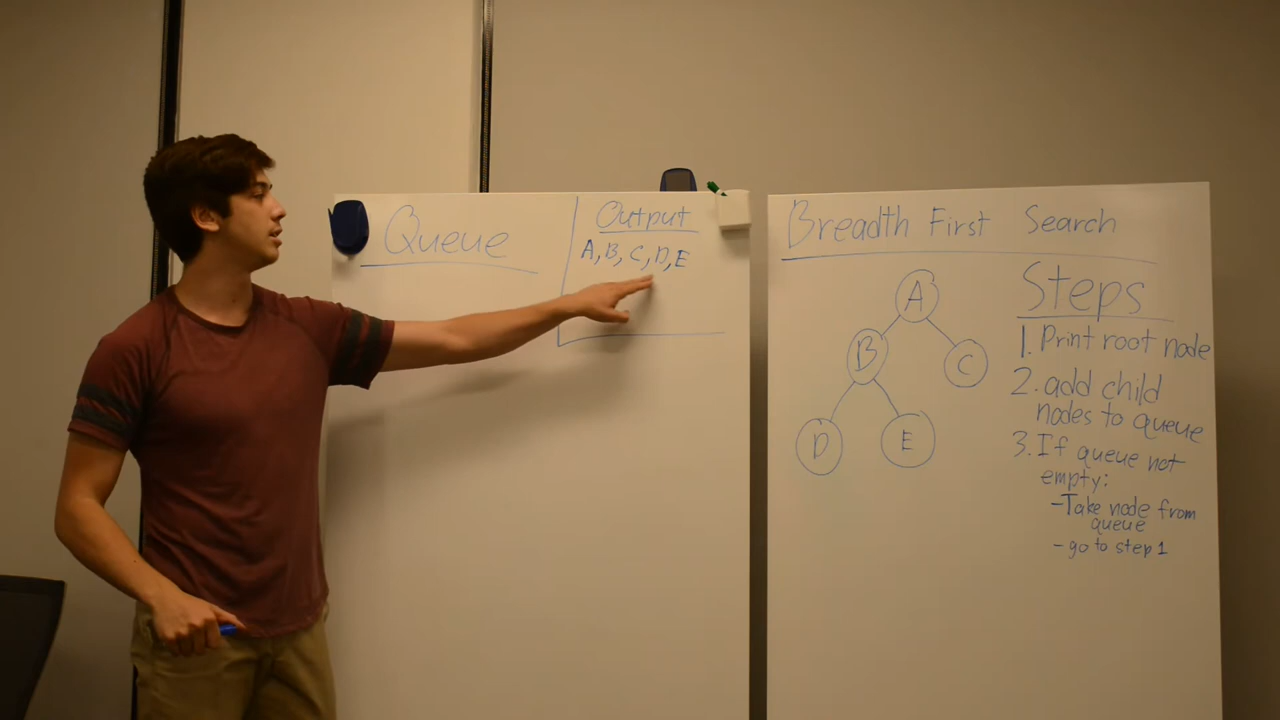 Queue
Output
A, B, C, D, E
Breadth First Search
A
B
C
D
E
Steps
1. Print root node
2. add child
nodes to queue
3. If queue not
empty:
- Take node from
queue
- go to step 1